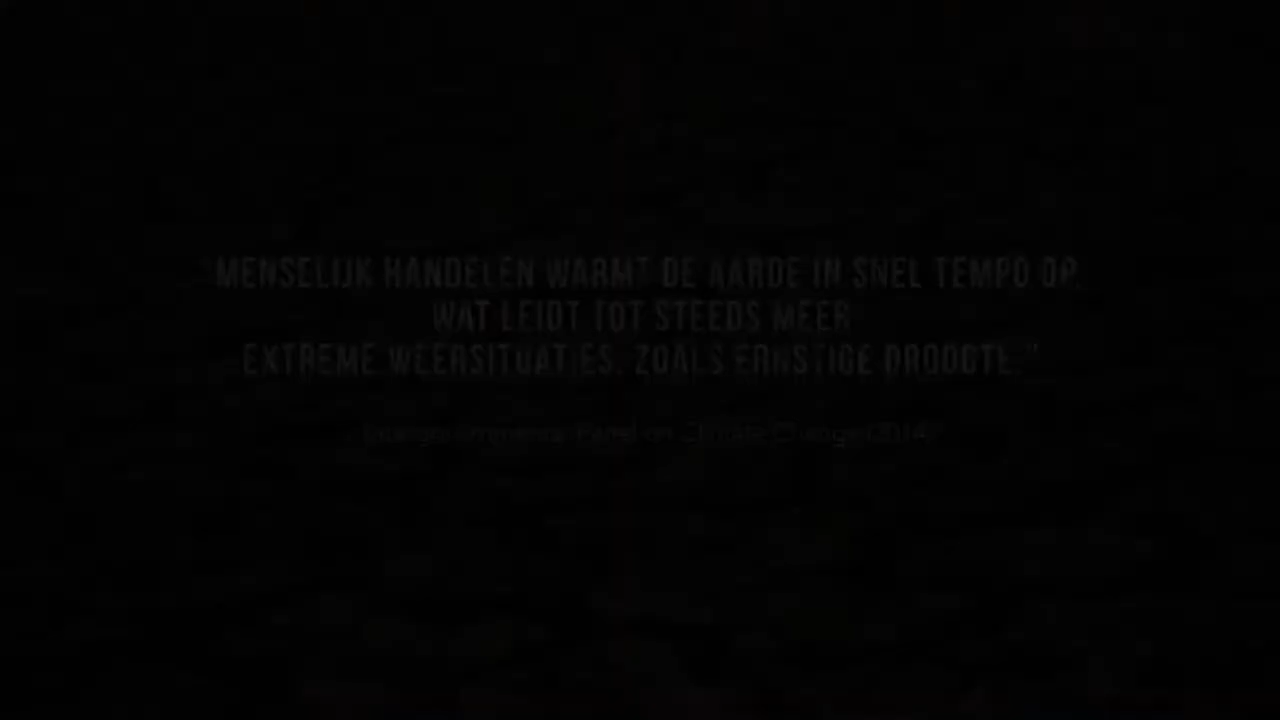 "MENSELIJK HANDELEN WARMT DE AARDE IN SNEL TEMPO OP,
WAT LEIDT TOT STEEDS MEER
EXTREME WEERSITUATIES, ZOALS ERNSTIGE DROOGTE."
Panel on Climate Change